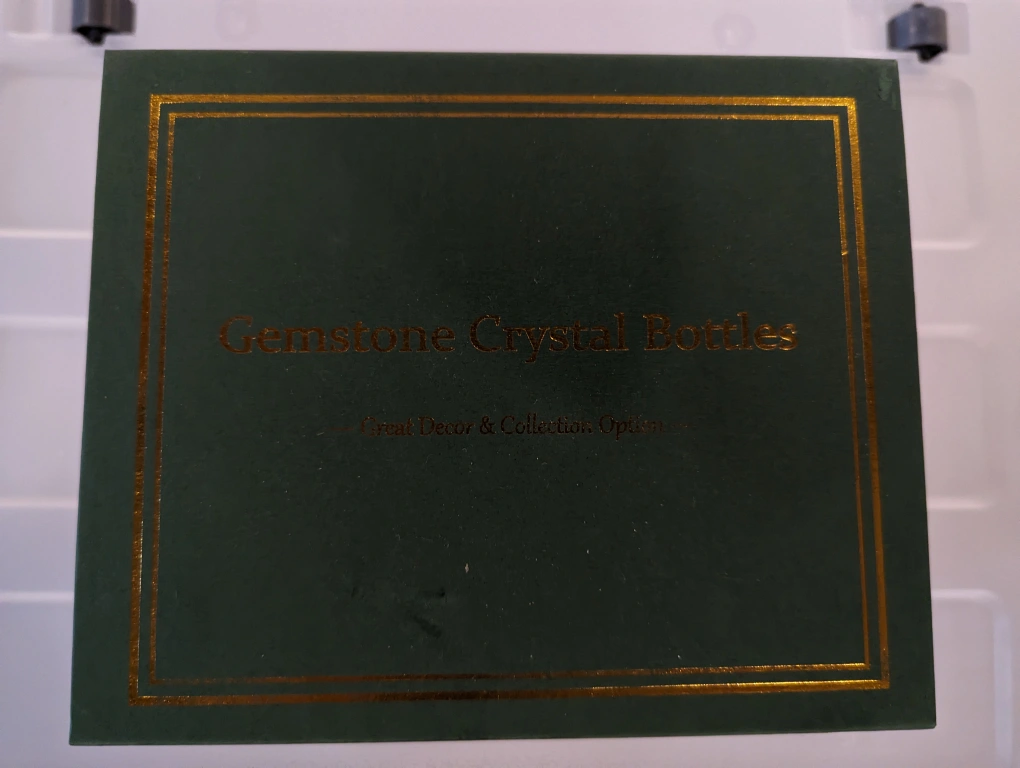 Gemstone Crystal Bottles
Great Decor & Collection Option